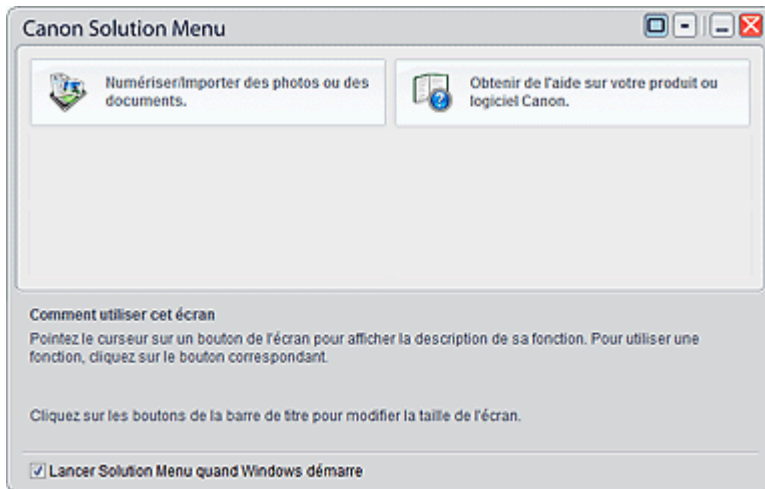 Canon Solution Menu
Numériser/Importer des photos ou des
documents.
Obtenir de l'aide sur votre produit ou
logiciel Canon.
Comment utiliser cet écran
Pointez le curseur sur un bouton de l'écran pour afficher la description de sa fonction. Pour utiliser une
fonction, cliquez sur le bouton correspondant.
Cliquez sur les boutons de la barre de titre pour modifier la taille de l'écran.
Lancer Solution Menu quand Windows démarre